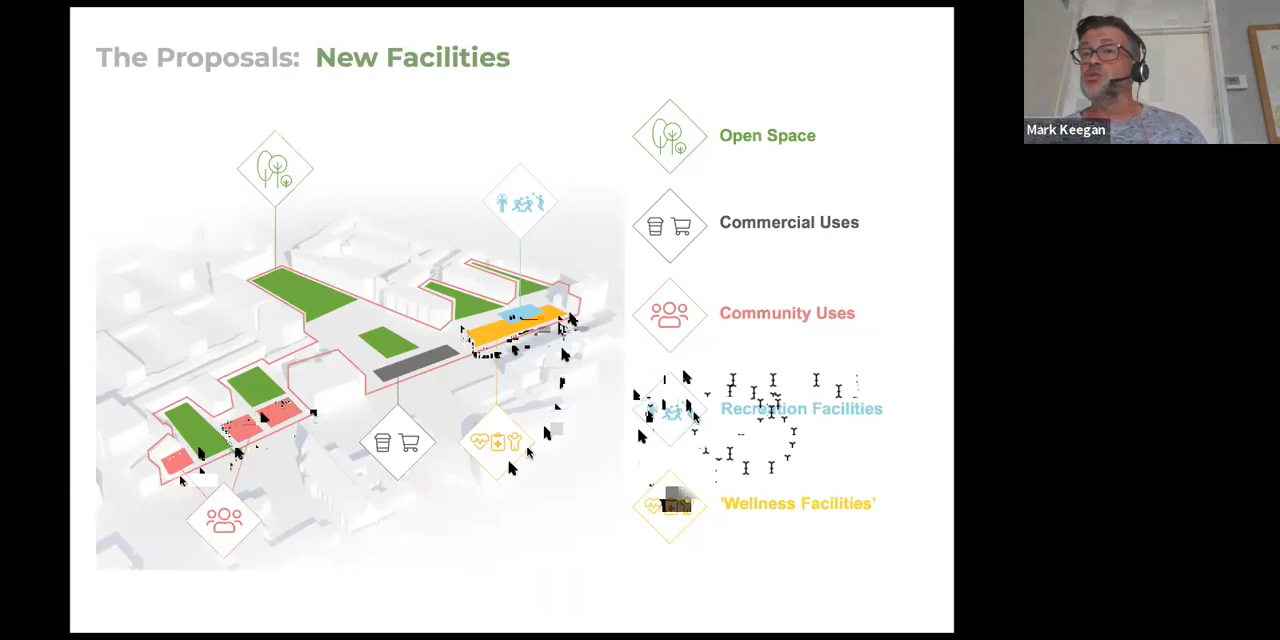 The Proposals: New Facilities
Open Space
Commercial Uses
Community Uses
Recreation Facilities
'Wellness Facilities'
Mark Keegan